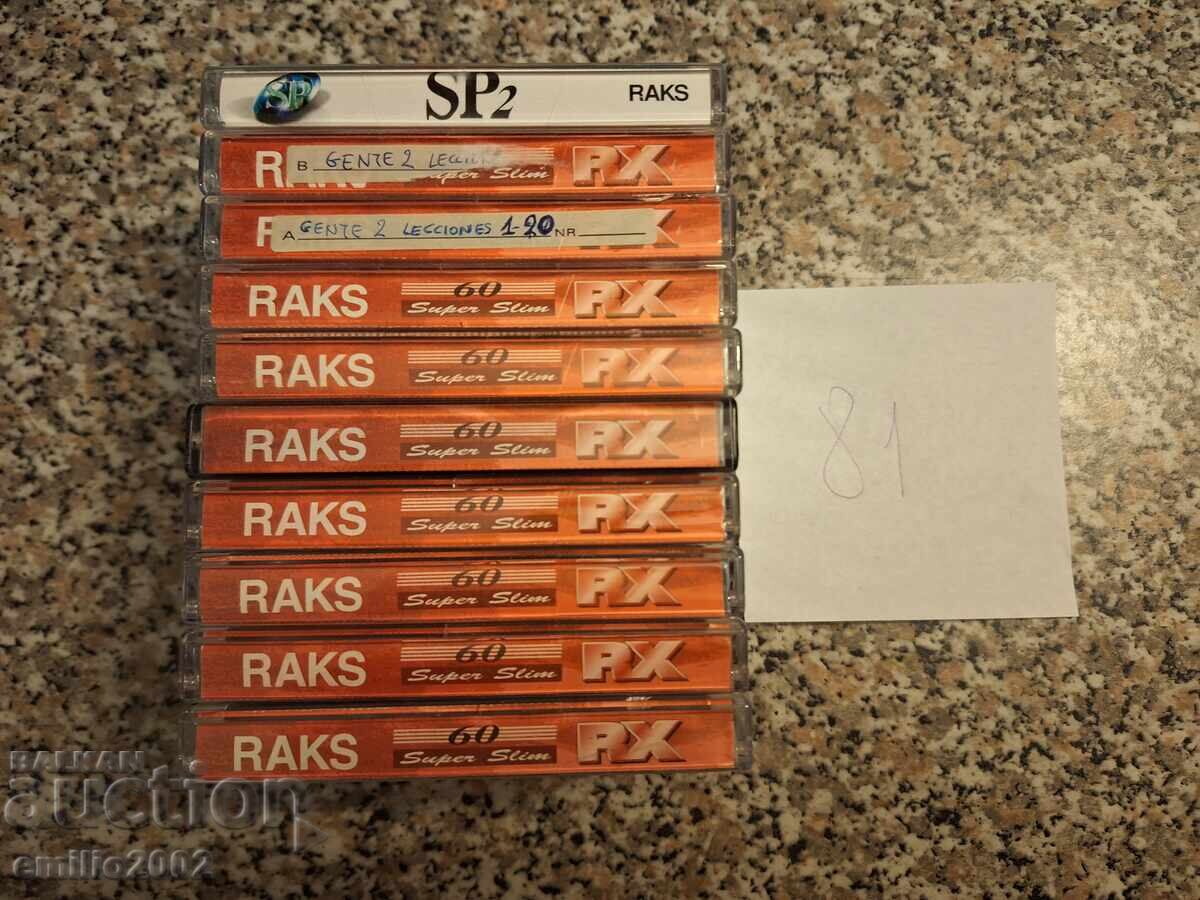 SP SP2 RAKS
B GENTE 2 Super Slim RX
A GENTE 2 LECCIONES 1-20 NR
RAKS 60 Super Slim RX
RAKS 60 Super Slim RX
RAKS 60 Super Slim RX
RAKS 60 Super Slim RX
RAKS 60 Super Slim RX
RAKS 60 Super Slim RX
RAKS 60 Super Slim RX
81
BALKAN
auction
emilio2002